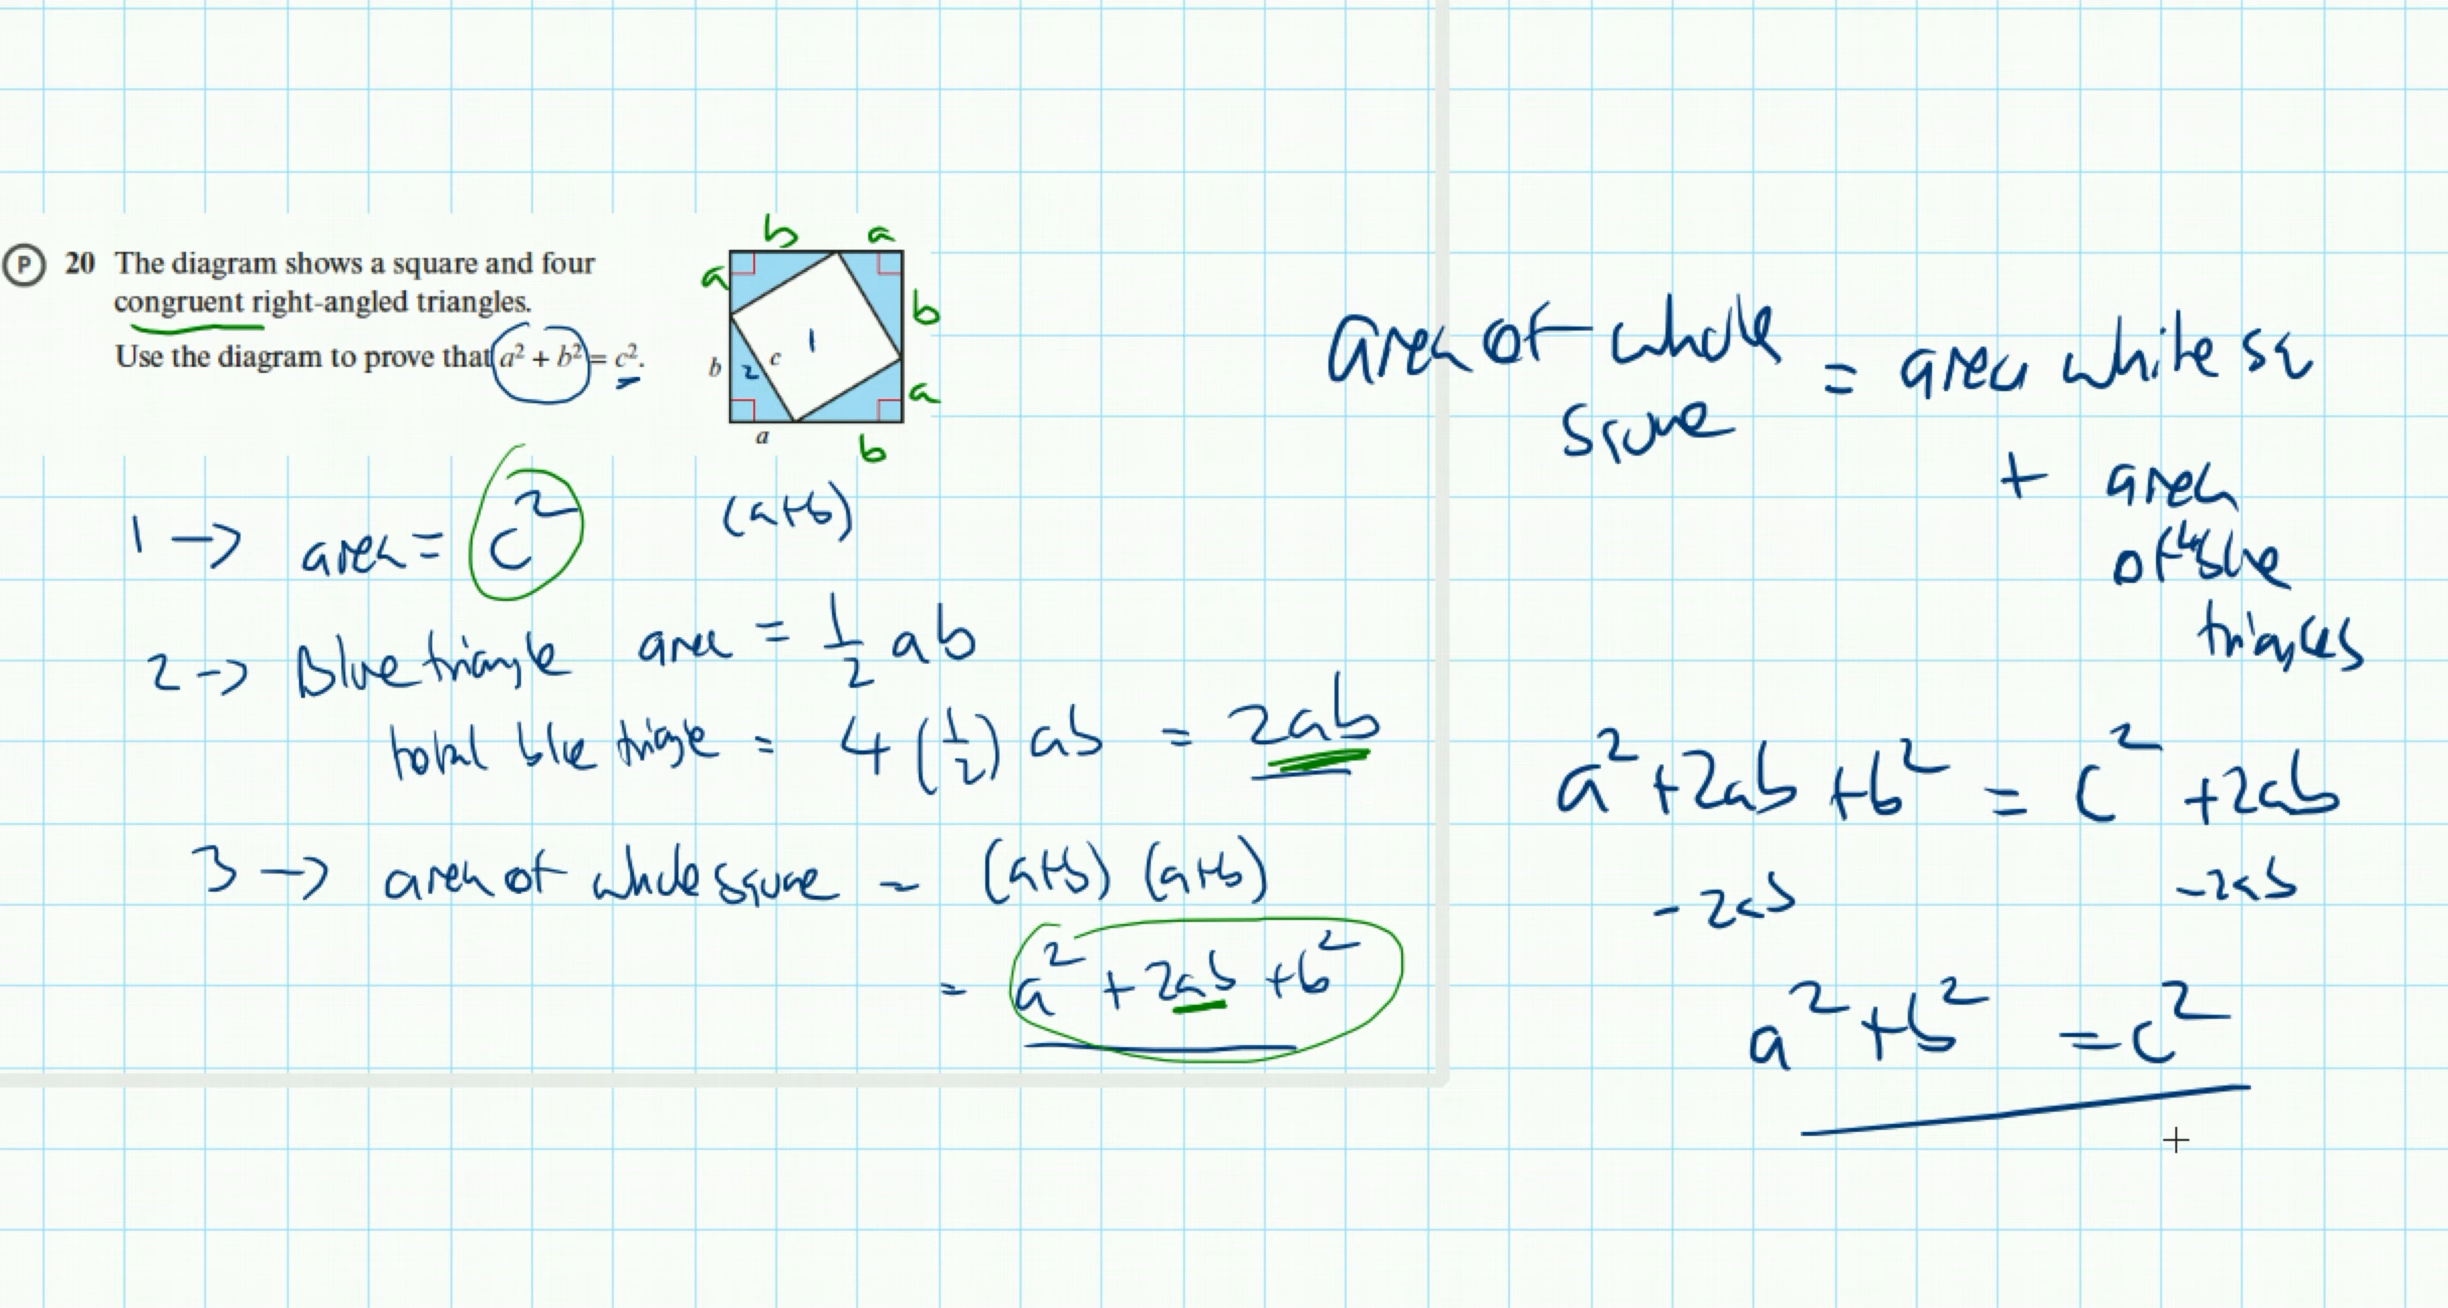 P 20 The diagram shows a square and four
congruent right-angled triangles.
Use the diagram to prove that a² + b² = c².
b a
a b
1
b 2 c a
a b
1 → area = c² (a+b)
2 → Blue triangle area = 1/2 ab
total blue triangle = 4 (1/2) ab = 2ab
3 → area of whole square = (a+b) (a+b)
= a² + 2ab + b²
area of whole square = area white sq
+ area
of 4 blue
triangles
a² + 2ab + b² = c² + 2ab
- 2ab - 2ab
a² + b² = c²